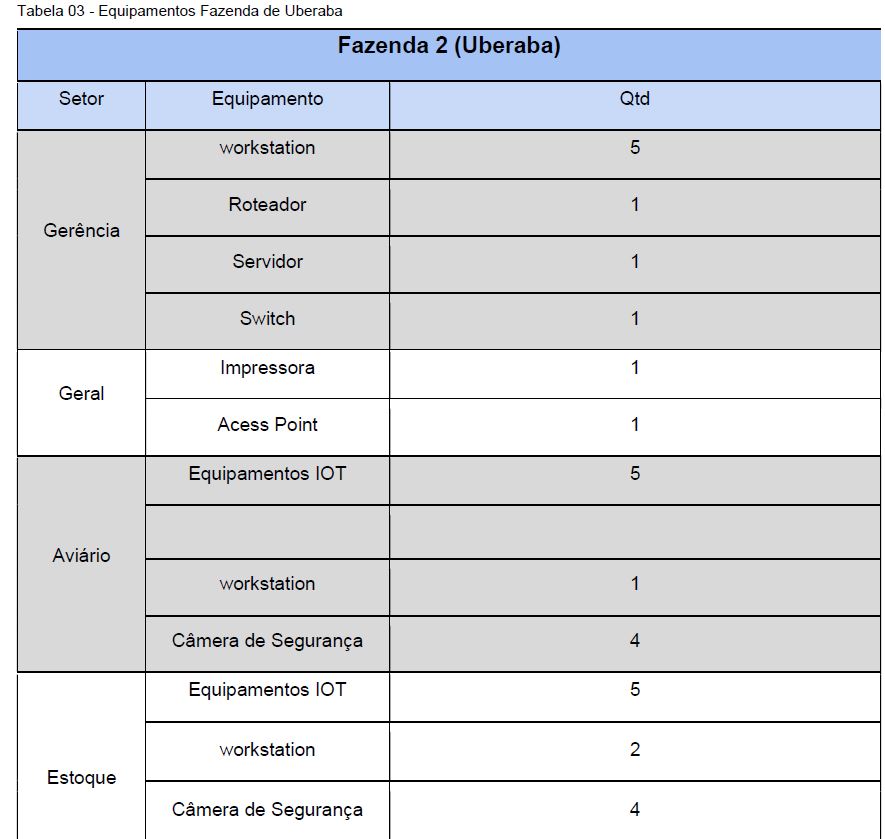 Tabela 03 - Equipamentos Fazenda de Uberaba
Fazenda 2 (Uberaba)
Setor Equipamento Qtd
Gerência
workstation 5
Roteador 1
Servidor 1
Switch 1
Geral
Impressora 1
Acess Point 1
Aviário
Equipamentos IOT 5
workstation 1
Câmera de Segurança 4
Estoque
Equipamentos IOT 5
workstation 2
Câmera de Segurança 4